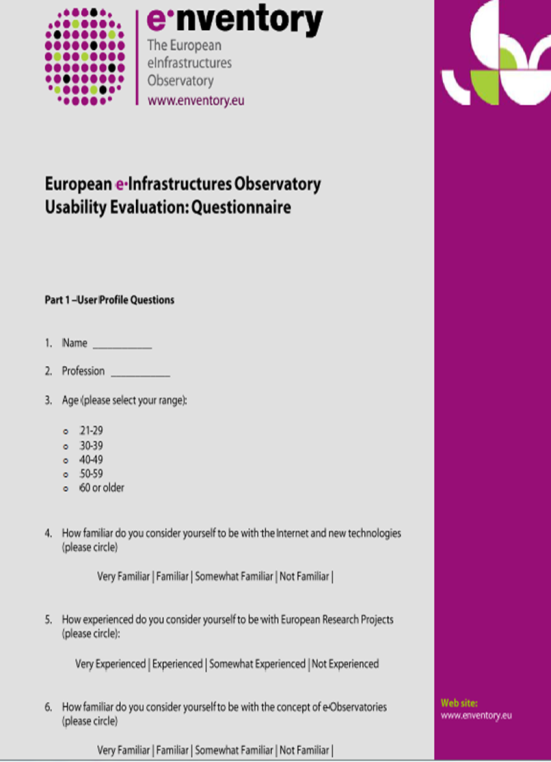 e·nventory
The European
eInfrastructures
Observatory
www.enventory.eu
European e·Infrastructures Observatory
Usability Evaluation: Questionnaire
Part 1 –User Profile Questions
1. Name ___________
2. Profession ___________
3. Age (please select your range):
o 21-29
o 30-39
o 40-49
o 50-59
o 60 or older
4. How familiar do you consider yourself to be with the Internet and new technologies
(please circle)
Very Familiar | Familiar | Somewhat Familiar | Not Familiar |
5. How experienced do you consider yourself to be with European Research Projects
(please circle):
Very Experienced | Experienced | Somewhat Experienced | Not Experienced
6. How familiar do you consider yourself to be with the concept of e-Observatories
(please circle)
Very Familiar | Familiar | Somewhat Familiar | Not Familiar |
Web site:
www.enventory.eu